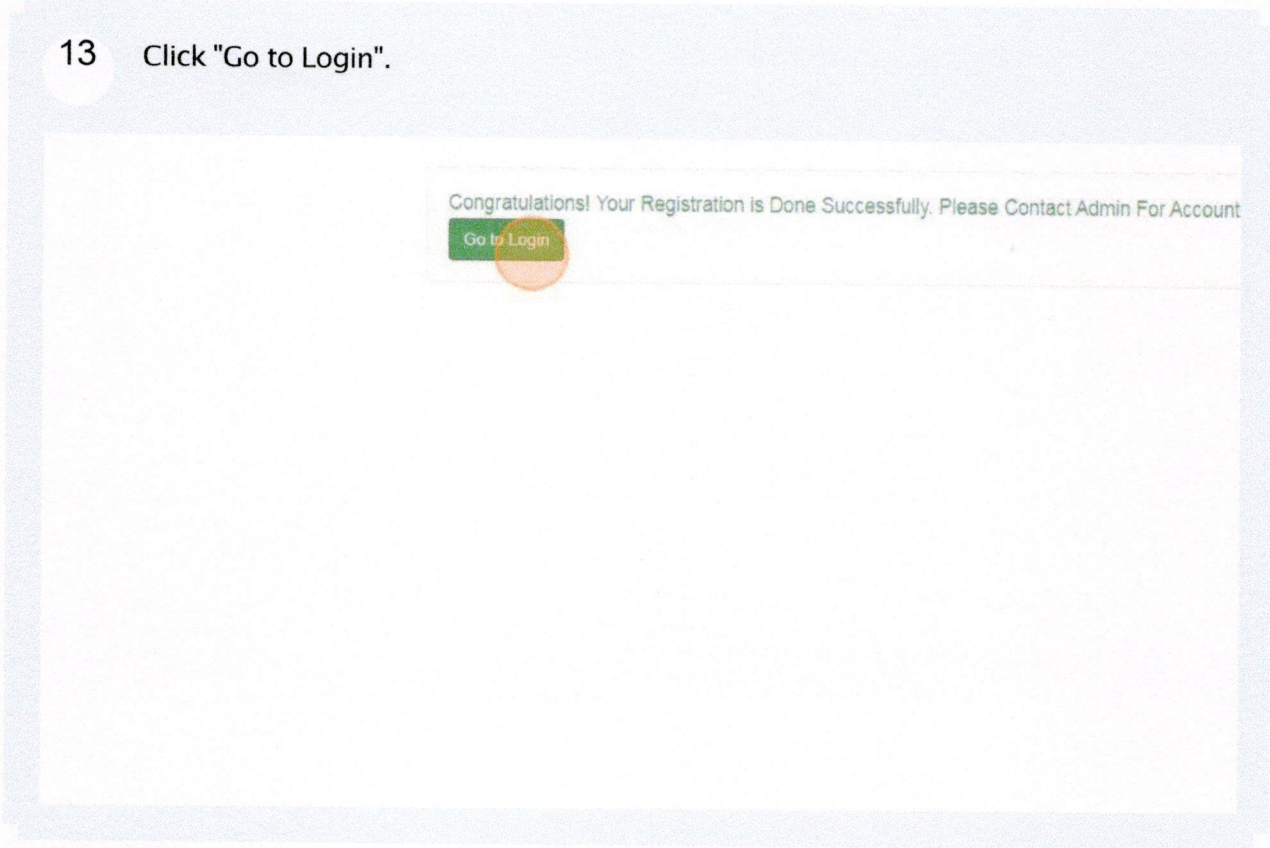 13 Click "Go to Login".
Congratulations! Your Registration is Done Successfully. Please Contact Admin For Account
Go to Login